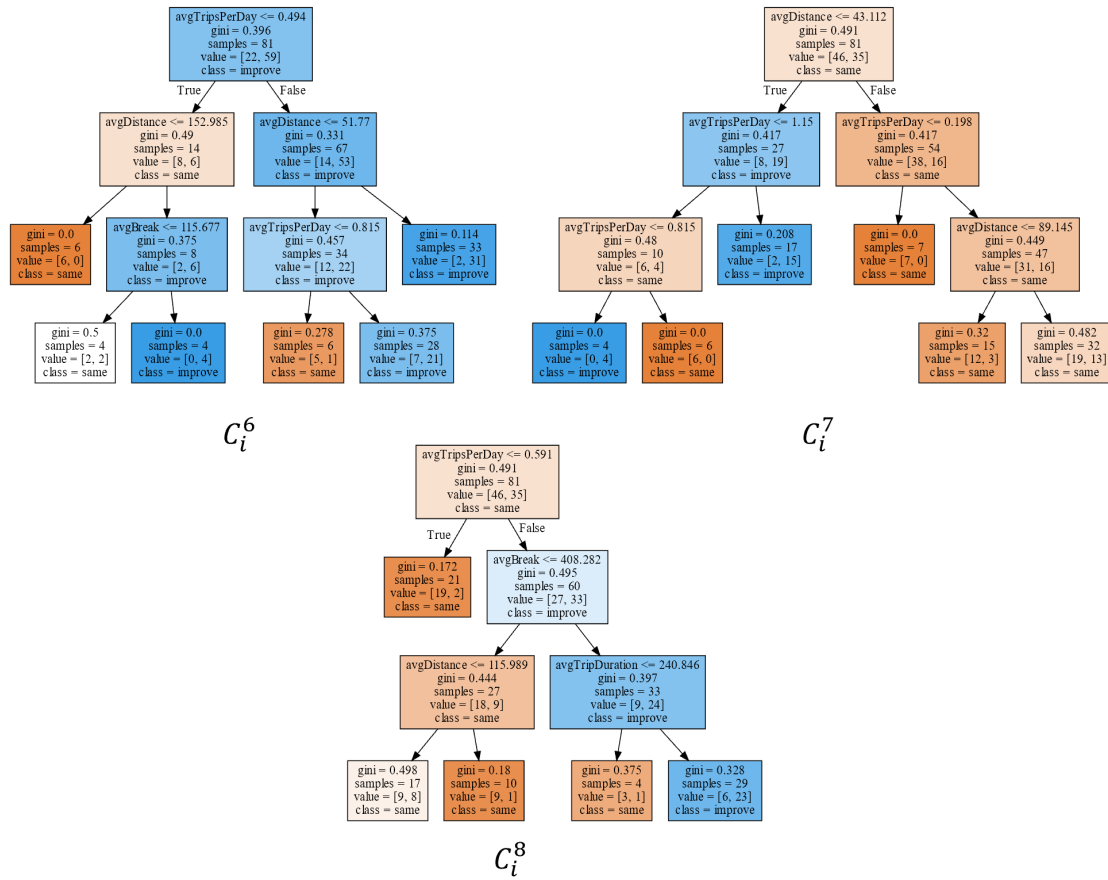 avgTripsPerDay <= 0.494
gini = 0.396
samples = 81
value = [22, 59]
class = improve
True
False
avgDistance <= 152.985
gini = 0.49
samples = 14
value = [8, 6]
class = same
avgDistance <= 51.77
gini = 0.331
samples = 67
value = [14, 53]
class = improve
gini = 0.0
samples = 6
value = [6, 0]
class = same
avgBreak <= 115.677
gini = 0.375
samples = 8
value = [2, 6]
class = improve
avgTripsPerDay <= 0.815
gini = 0.457
samples = 34
value = [12, 22]
class = improve
gini = 0.114
samples = 33
value = [2, 31]
class = improve
gini = 0.5
samples = 4
value = [2, 2]
class = same
gini = 0.0
samples = 4
value = [0, 4]
class = improve
gini = 0.278
samples = 6
value = [5, 1]
class = same
gini = 0.375
samples = 28
value = [7, 21]
class = improve
C_i^6
avgDistance <= 43.112
gini = 0.491
samples = 81
value = [46, 35]
class = same
True
False
avgTripsPerDay <= 1.15
gini = 0.417
samples = 27
value = [8, 19]
class = improve
avgTripsPerDay <= 0.198
gini = 0.417
samples = 54
value = [38, 16]
class = same
avgTripsPerDay <= 0.815
gini = 0.48
samples = 10
value = [6, 4]
class = same
gini = 0.208
samples = 17
value = [2, 15]
class = improve
gini = 0.0
samples = 7
value = [7, 0]
class = same
avgDistance <= 89.145
gini = 0.449
samples = 47
value = [31, 16]
class = same
gini = 0.0
samples = 4
value = [0, 4]
class = improve
gini = 0.0
samples = 6
value = [6, 0]
class = same
gini = 0.32
samples = 15
value = [12, 3]
class = same
gini = 0.482
samples = 32
value = [19, 13]
class = same
C_i^7
avgTripsPerDay <= 0.591
gini = 0.491
samples = 81
value = [46, 35]
class = same
True
False
gini = 0.172
samples = 21
value = [19, 2]
class = same
avgBreak <= 408.282
gini = 0.495
samples = 60
value = [27, 33]
class = improve
avgDistance <= 115.989
gini = 0.444
samples = 27
value = [18, 9]
class = same
avgTripDuration <= 240.846
gini = 0.397
samples = 33
value = [9, 24]
class = improve
gini = 0.498
samples = 17
value = [9, 8]
class = same
gini = 0.18
samples = 10
value = [9, 1]
class = same
gini = 0.375
samples = 4
value = [3, 1]
class = same
gini = 0.328
samples = 29
value = [6, 23]
class = improve
C_i^8